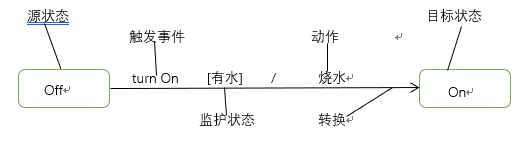 源状态
目标状态
触发事件
动作
Off
turn On [有水] / 烧水
On
监护状态
转换